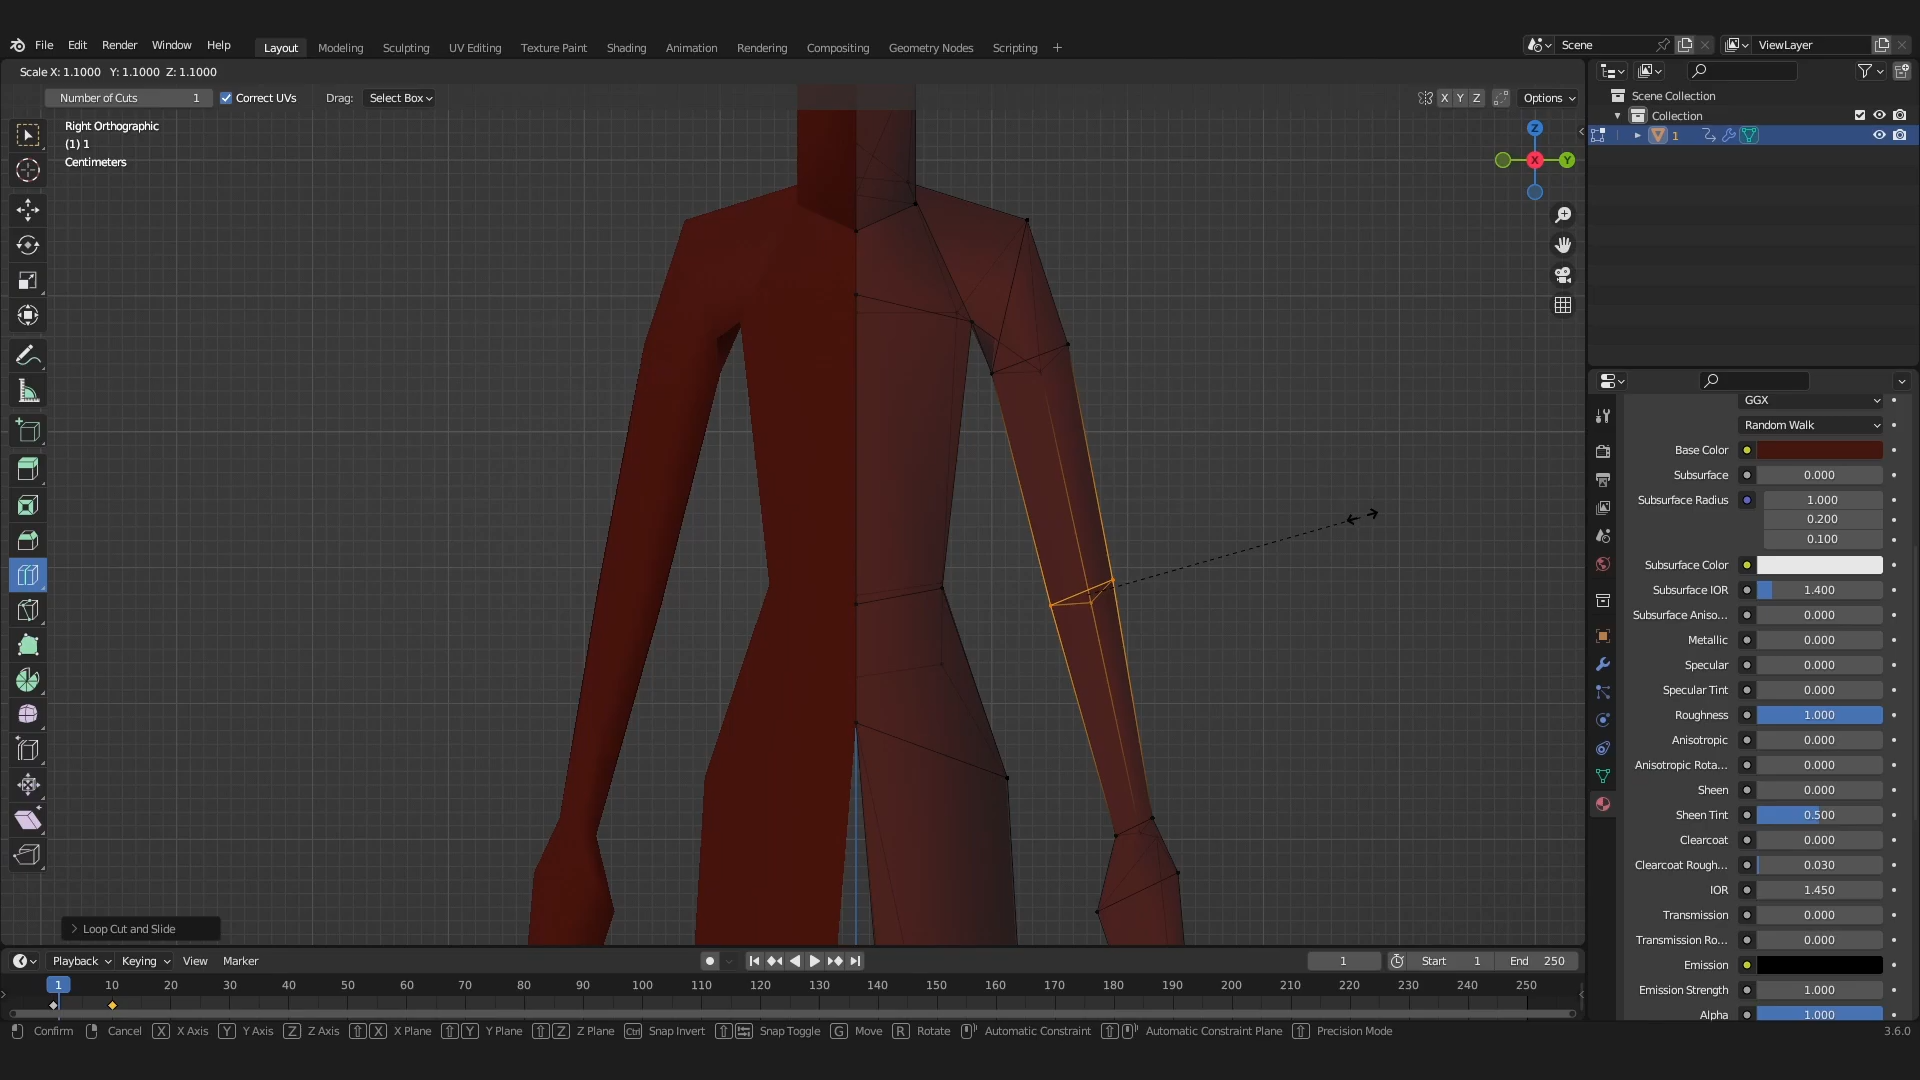 File Edit Render Window Help Layout Modeling Sculpting UV Editing Texture Paint Shading Animation Rendering Compositing Geometry Nodes Scripting + Scene ViewLayer
Scale X: 1.1000 Y: 1.1000 Z: 1.1000
Number of Cuts 1 Correct UVs Drag: Select Box X Y Z Options
Right Orthographic
(1) 1
Centimeters
Z
X
Y
Scene Collection
Collection
1
GGX
Random Walk
Base Color
Subsurface 0.000
Subsurface Radius 1.000
0.200
0.100
Subsurface Color
Subsurface IOR 1.400
Subsurface Aniso... 0.000
Metallic 0.000
Specular 0.000
Specular Tint 0.000
Roughness 1.000
Anisotropic 0.000
Anisotropic Rota... 0.000
Sheen 0.000
Sheen Tint 0.500
Clearcoat 0.000
Clearcoat Rough... 0.030
IOR 1.450
Transmission 0.000
Transmission Ro... 0.000
Emission
Emission Strength 1.000
Alpha 1.000
Loop Cut and Slide
Playback Keying View Marker 1 Start 1 End 250
1 10 20 30 40 50 60 70 80 90 100 110 120 130 140 150 160 170 180 190 200 210 220 230 240 250
Confirm Cancel X X Axis Y Y Axis Z Z Axis X X Plane Y Y Plane Z Z Plane Ctrl Snap Invert Snap Toggle G Move R Rotate Automatic Constraint Automatic Constraint Plane Precision Mode 3.6.0